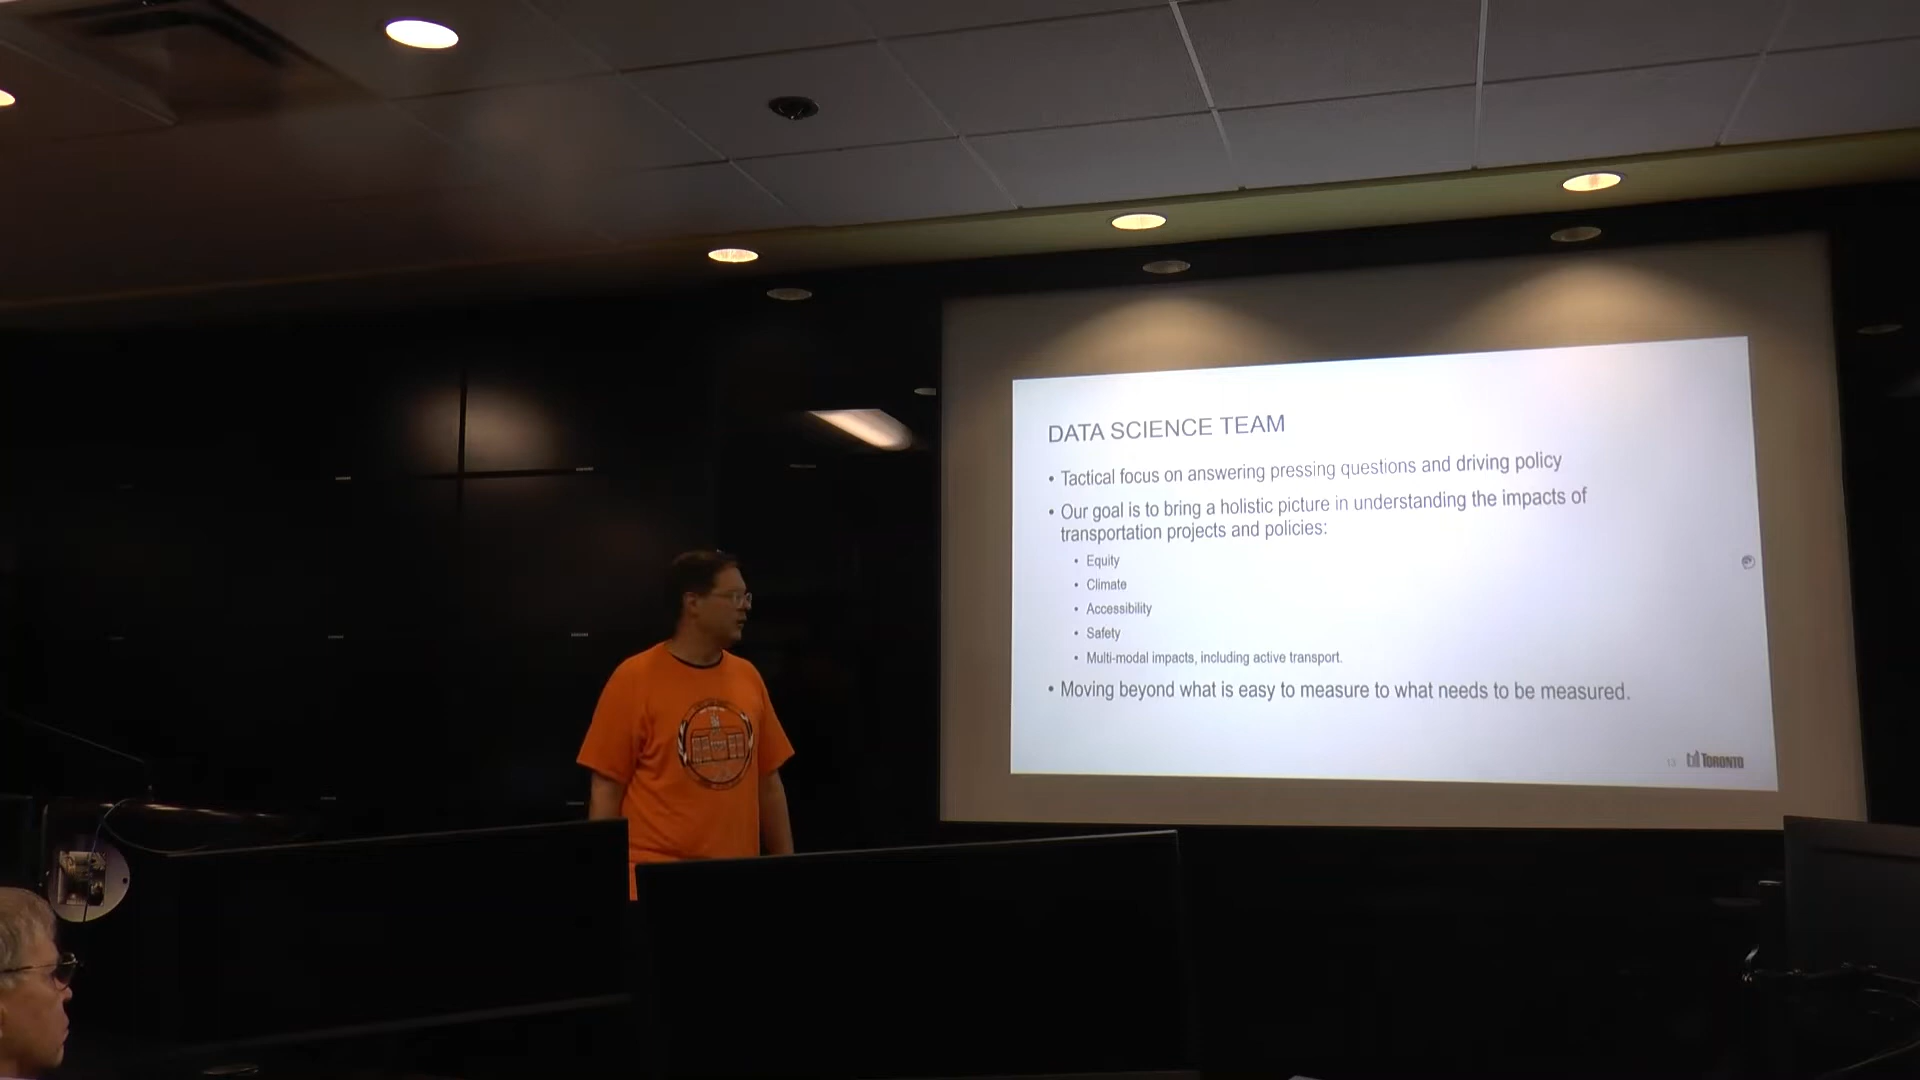 DATA SCIENCE TEAM
• Tactical focus on answering pressing questions and driving policy
• Our goal is to bring a holistic picture in understanding the impacts of
transportation projects and policies:
• Equity
• Climate
• Accessibility
• Safety
• Multi-modal impacts, including active transport.
• Moving beyond what is easy to measure to what needs to be measured.
13 TORONTO